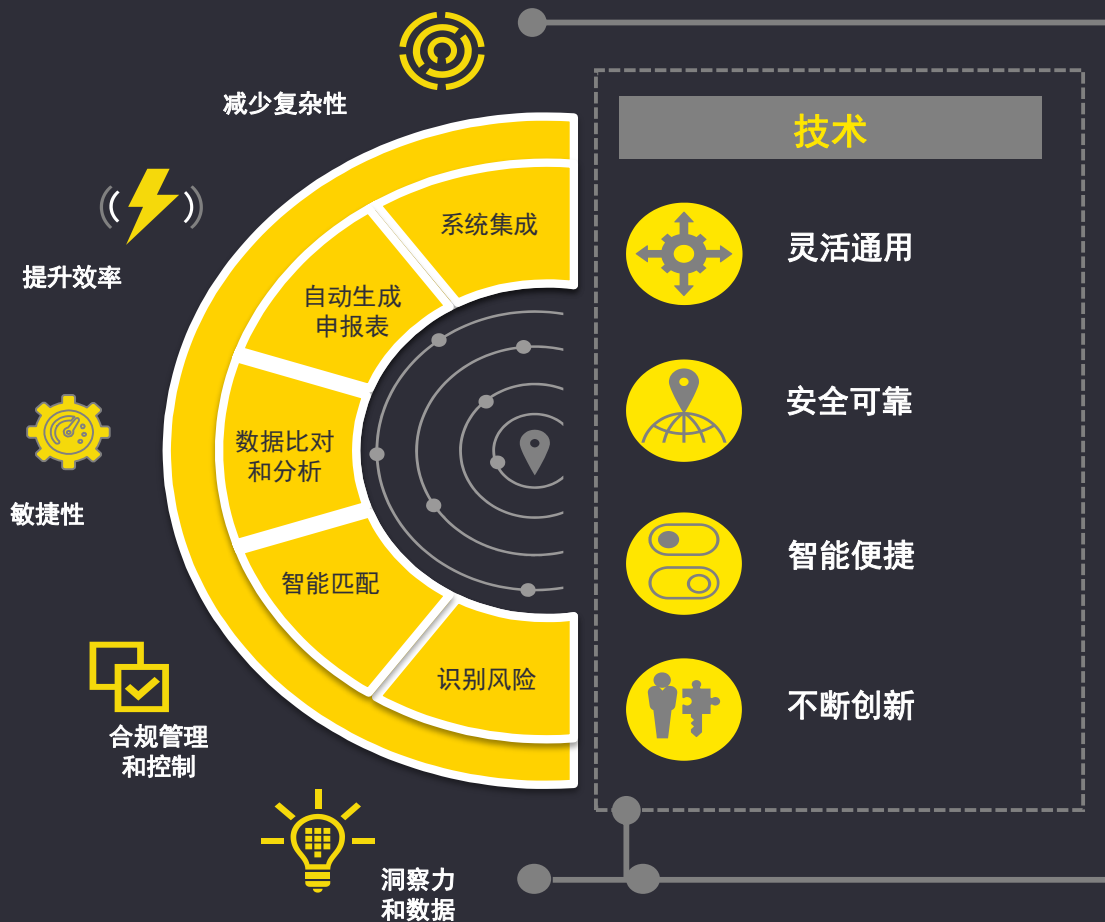 减少复杂性
提升效率
敏捷性
合规管理
和控制
洞察力
和数据
系统集成
自动生成
申报表
数据比对
和分析
智能匹配
识别风险
技术
灵活通用
安全可靠
智能便捷
不断创新